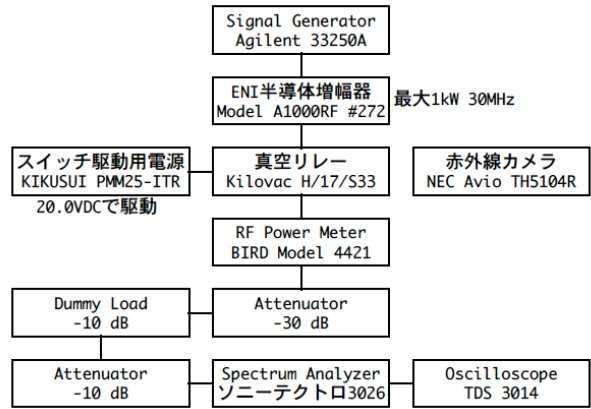 Signal Generator
Agilent 33250A
ENI半導体増幅器
Model A1000RF #272
最大1kW 30MHz
スイッチ駆動用電源
KIKUSUI PMM25-ITR
20.0VDCで駆動
真空リレー
Kilovac H/17/S33
赤外線カメラ
NEC Avio TH5104R
RF Power Meter
BIRD Model 4421
Dummy Load
-10 dB
Attenuator
-30 dB
Attenuator
-10 dB
Spectrum Analyzer
ソニーテクトロ3026
Oscilloscope
TDS 3014